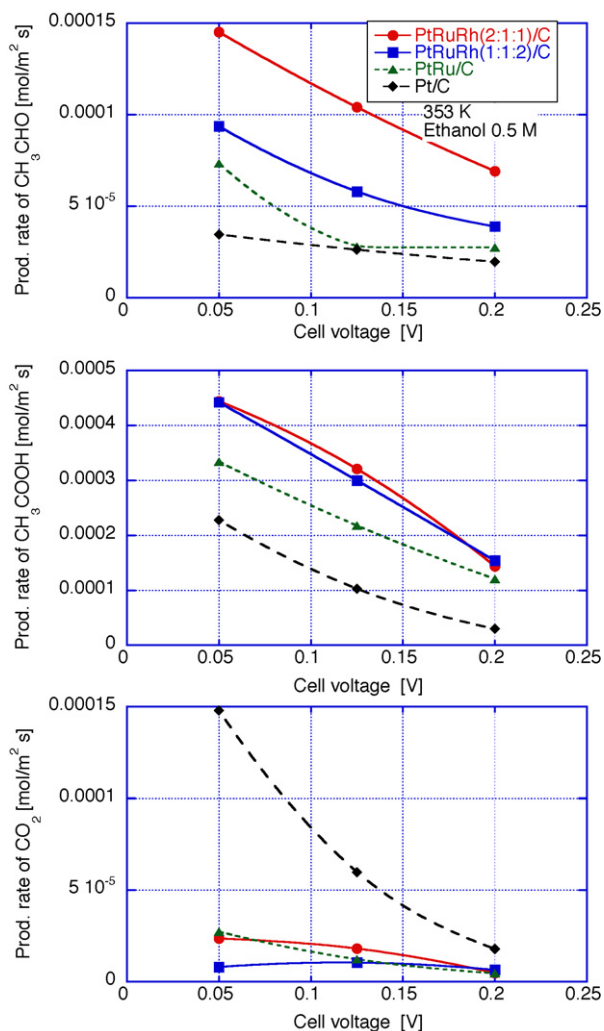 0.00015
PtRuRh(2:1:1)/C
PtRuRh(1:1:2)/C
PtRu/C
Pt/C
353 K
Ethanol 0.5 M
0.0001
5 10-5
0
Prod. rate of CH3CHO [mol/m2 s]
0 0.05 0.1 0.15 0.2 0.25
Cell voltage [V]
0.0005
0.0004
0.0003
0.0002
0.0001
0
Prod. rate of CH3COOH [mol/m2 s]
0 0.05 0.1 0.15 0.2 0.25
Cell voltage [V]
0.00015
0.0001
5 10-5
0
Prod. rate of CO2 [mol/m2 s]
0 0.05 0.1 0.15 0.2 0.25
Cell voltage [V]